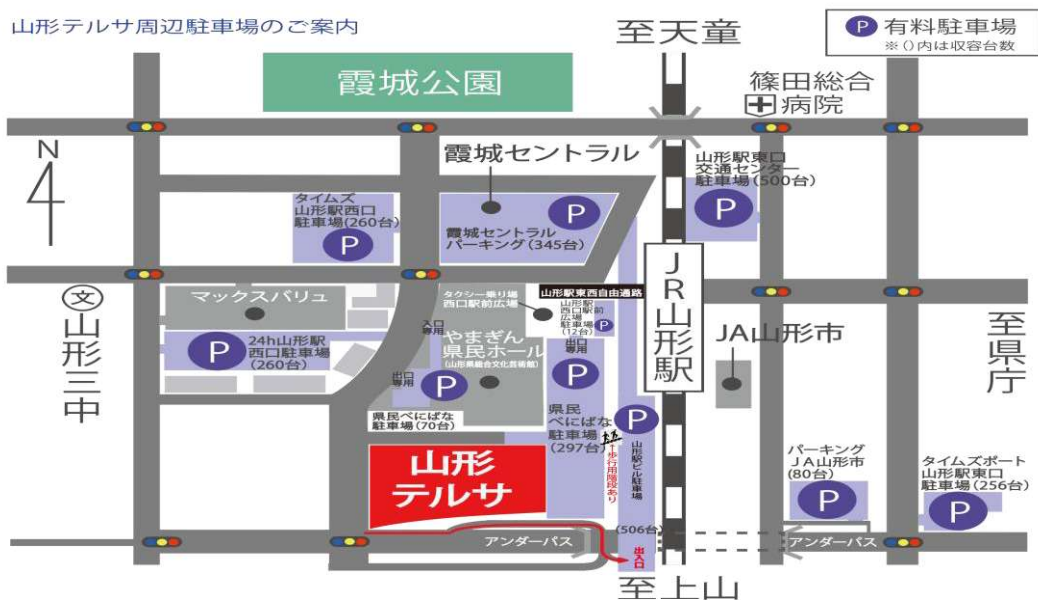 山形テルサ周辺駐車場のご案内
至天童
P 有料駐車場
※()内は収容台数
霞城公園
篠田総合
病院
N
霞城セントラル
山形駅東口
交通センター
駐車場(500台)
P
タイムズ
山形駅西口
駐車場(260台)
P
P
霞城セントラル
パーキング(345台)
JR山形駅
文
山形三中
マックスバリュ
タクシー乗り場
西口駅前広場
山形駅東西自由通路
山形駅
西口駅前
広場
駐車場
(12台)
P
JA山形市
至県庁
P
24h山形駅
西口駐車場
(260台)
入口
専用
やまぎん
県民ホール
(山形県総合文化芸術館)
出口
専用
P
出口
専用
P
県民べにばな
駐車場(70台)
県民
べにばな
駐車場
(297台)
P
山形駅ビル駐車場
(506台)
↑歩行用階段あり
山形
テルサ
パーキング
JA山形市
(80台)
P
タイムズポート
山形駅東口
駐車場(256台)
P
アンダーパス
アンダーパス
出入口
至上山